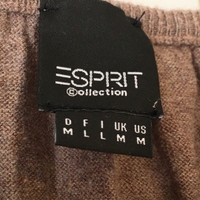 ESPRIT
collection
D F I UK US
M L L M M